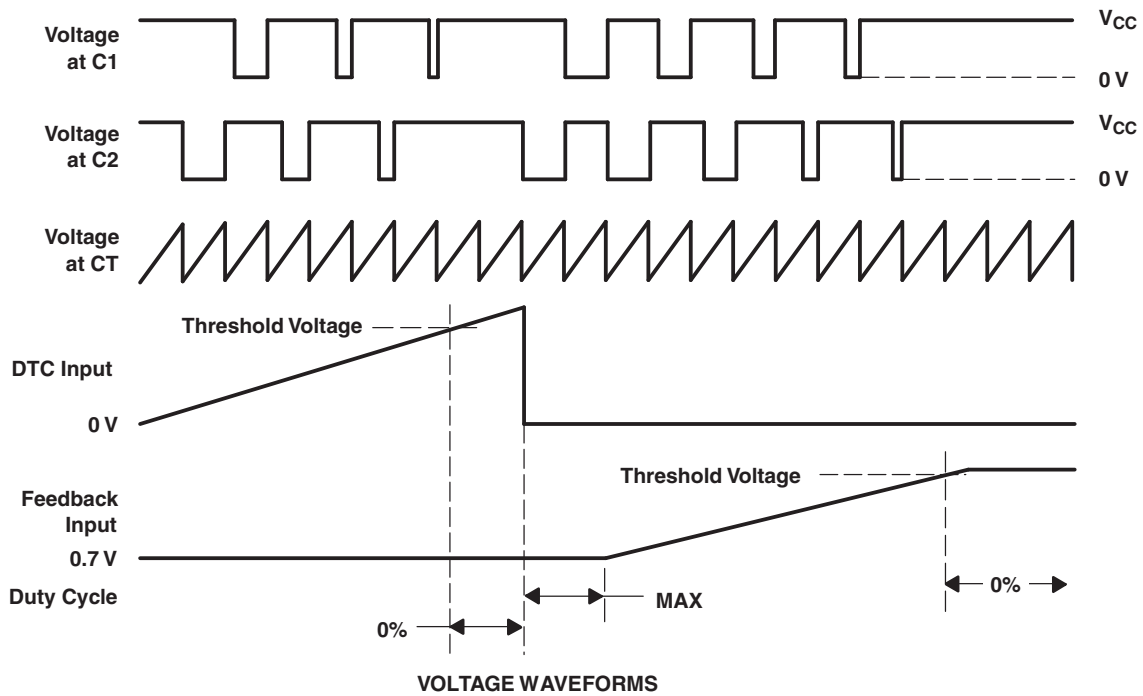 Voltage
at C1
VCC
0 V
Voltage
at C2
VCC
0 V
Voltage
at CT
Threshold Voltage
DTC Input
0 V
Threshold Voltage
Feedback
Input
0.7 V
Duty Cycle
0%
MAX
0%
VOLTAGE WAVEFORMS